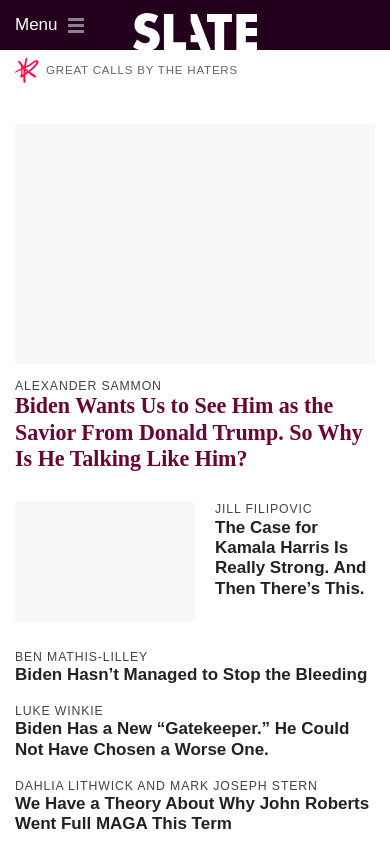 Menu
SLATE
GREAT CALLS BY THE HATERS
ALEXANDER SAMMON
Biden Wants Us to See Him as the
Savior From Donald Trump. So Why
Is He Talking Like Him?
JILL FILIPOVIC
The Case for
Kamala Harris Is
Really Strong. And
Then There’s This.
BEN MATHIS-LILLEY
Biden Hasn’t Managed to Stop the Bleeding
LUKE WINKIE
Biden Has a New “Gatekeeper.” He Could
Not Have Chosen a Worse One.
DAHLIA LITHWICK AND MARK JOSEPH STERN
We Have a Theory About Why John Roberts
Went Full MAGA This Term